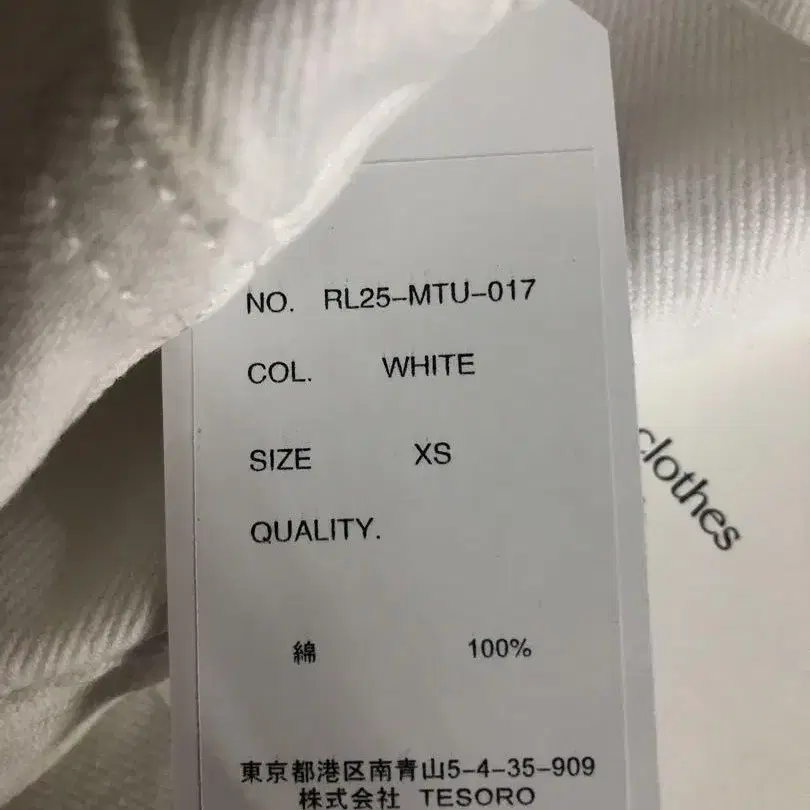 NO. RL25-MTU-017
COL. WHITE
SIZE XS
QUALITY.
綿 100%
東京都港区南青山5-4-35-909
株式会社 TESORO
clothes